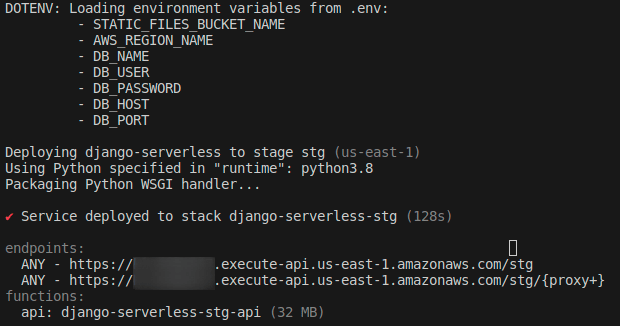 DOTENV: Loading environment variables from .env:
- STATIC_FILES_BUCKET_NAME
- AWS_REGION_NAME
- DB_NAME
- DB_USER
- DB_PASSWORD
- DB_HOST
- DB_PORT
Deploying django-serverless to stage stg (us-east-1)
Using Python specified in "runtime": python3.8
Packaging Python WSGI handler...
✔ Service deployed to stack django-serverless-stg (128s)
endpoints:
ANY - https:// .execute-api.us-east-1.amazonaws.com/stg
ANY - https:// .execute-api.us-east-1.amazonaws.com/stg/{proxy+}
functions:
api: django-serverless-stg-api (32 MB)